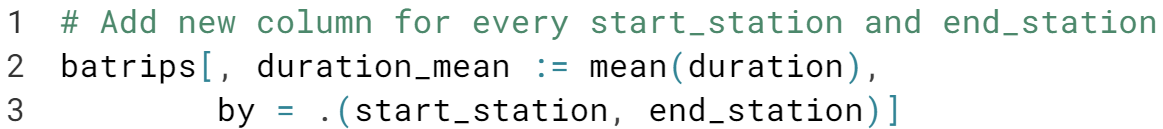 1 # Add new column for every start_station and end_station
2 batrips[, duration_mean := mean(duration),
3         by = .(start_station, end_station)]